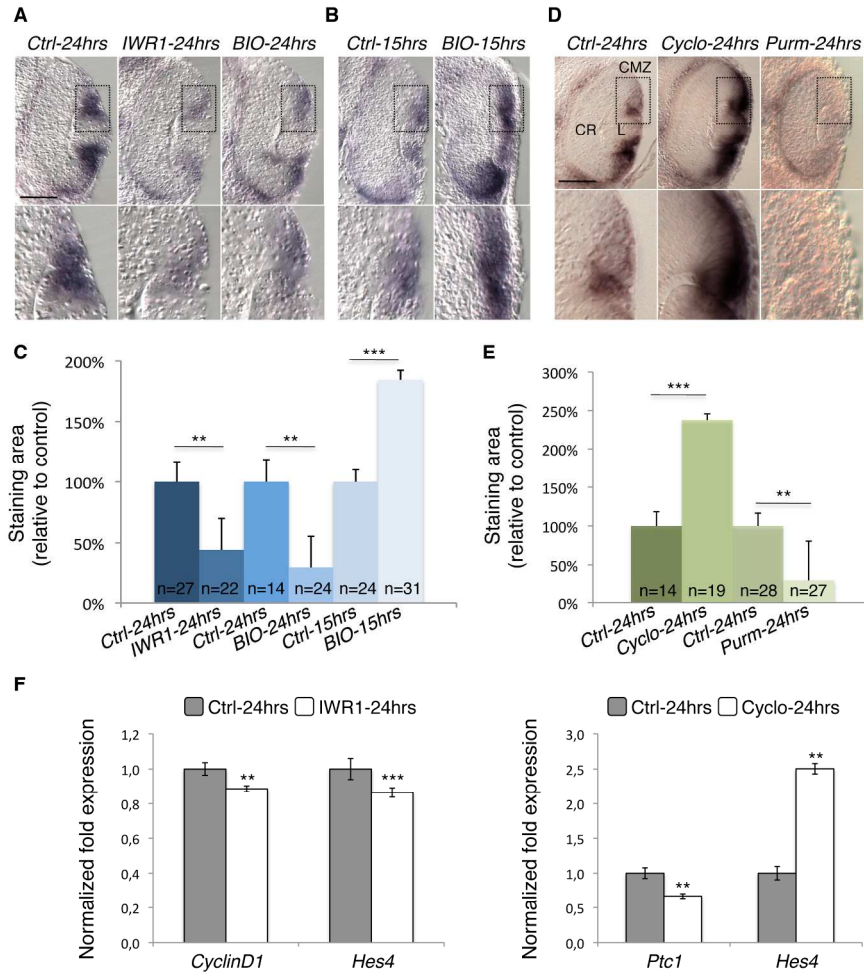 A
B
D
Ctrl-24hrs IWR1-24hrs BIO-24hrs
Ctrl-15hrs BIO-15hrs
Ctrl-24hrs Cyclo-24hrs Purm-24hrs
CMZ
CR
L
C
200%
150%
100%
50%
0%
Staining area
(relative to control)
**
**
***
n=27 n=22 n=14 n=24 n=24 n=31
Ctrl-24hrs
IWR1-24hrs
Ctrl-24hrs
BIO-24hrs
Ctrl-15hrs
BIO-15hrs
E
300%
250%
200%
150%
100%
50%
0%
Staining area
(relative to control)
***
**
n=14 n=19 n=28 n=27
Ctrl-24hrs
Cyclo-24hrs
Ctrl-24hrs
Purm-24hrs
F
Ctrl-24hrs IWR1-24hrs
Normalized fold expression
1,2
1,0
0,8
0,6
0,4
0,2
0,0
**
***
CyclinD1 Hes4
Ctrl-24hrs Cyclo-24hrs
Normalized fold expression
3,0
2,5
2,0
1,5
1,0
0,5
0,0
**
**
Ptc1 Hes4